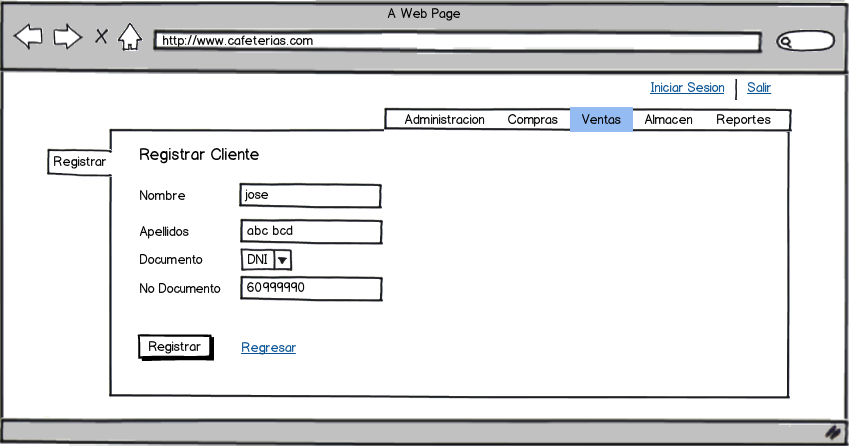 A Web Page
http://www.cafeterias.com
Iniciar Sesion Salir
Administracion Compras Ventas Almacen Reportes
Registrar
Registrar Cliente
Nombre jose
Apellidos abc bcd
Documento DNI
No Documento 60999990
Registrar Regresar